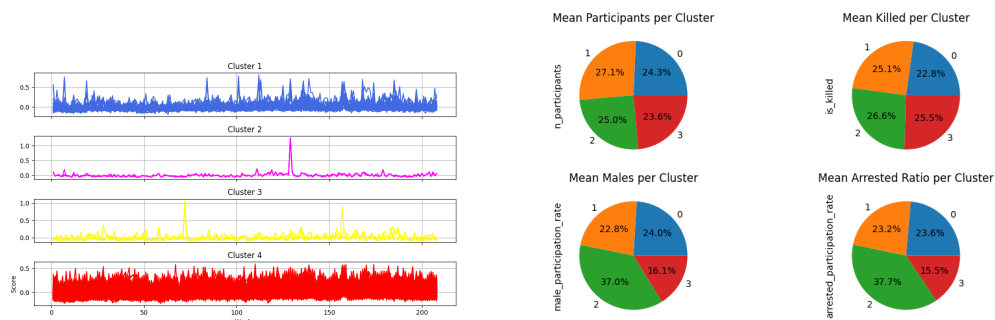 Cluster 1
0.5
0.0
Cluster 2
1.0
0.5
0.0
Cluster 3
1.0
0.5
0.0
Cluster 4
0.5
0.0
Score
0 50 100 150 200
Mean Participants per Cluster
n_participants
1 0
27.1% 24.3%
25.0% 23.6%
2 3
Mean Killed per Cluster
is_killed
1 0
25.1% 22.8%
26.6% 25.5%
2 3
Mean Males per Cluster
male_participation_rate
1 0
22.8% 24.0%
37.0% 16.1%
2 3
Mean Arrested Ratio per Cluster
arrested_participation_rate
1 0
23.2% 23.6%
37.7% 15.5%
2 3